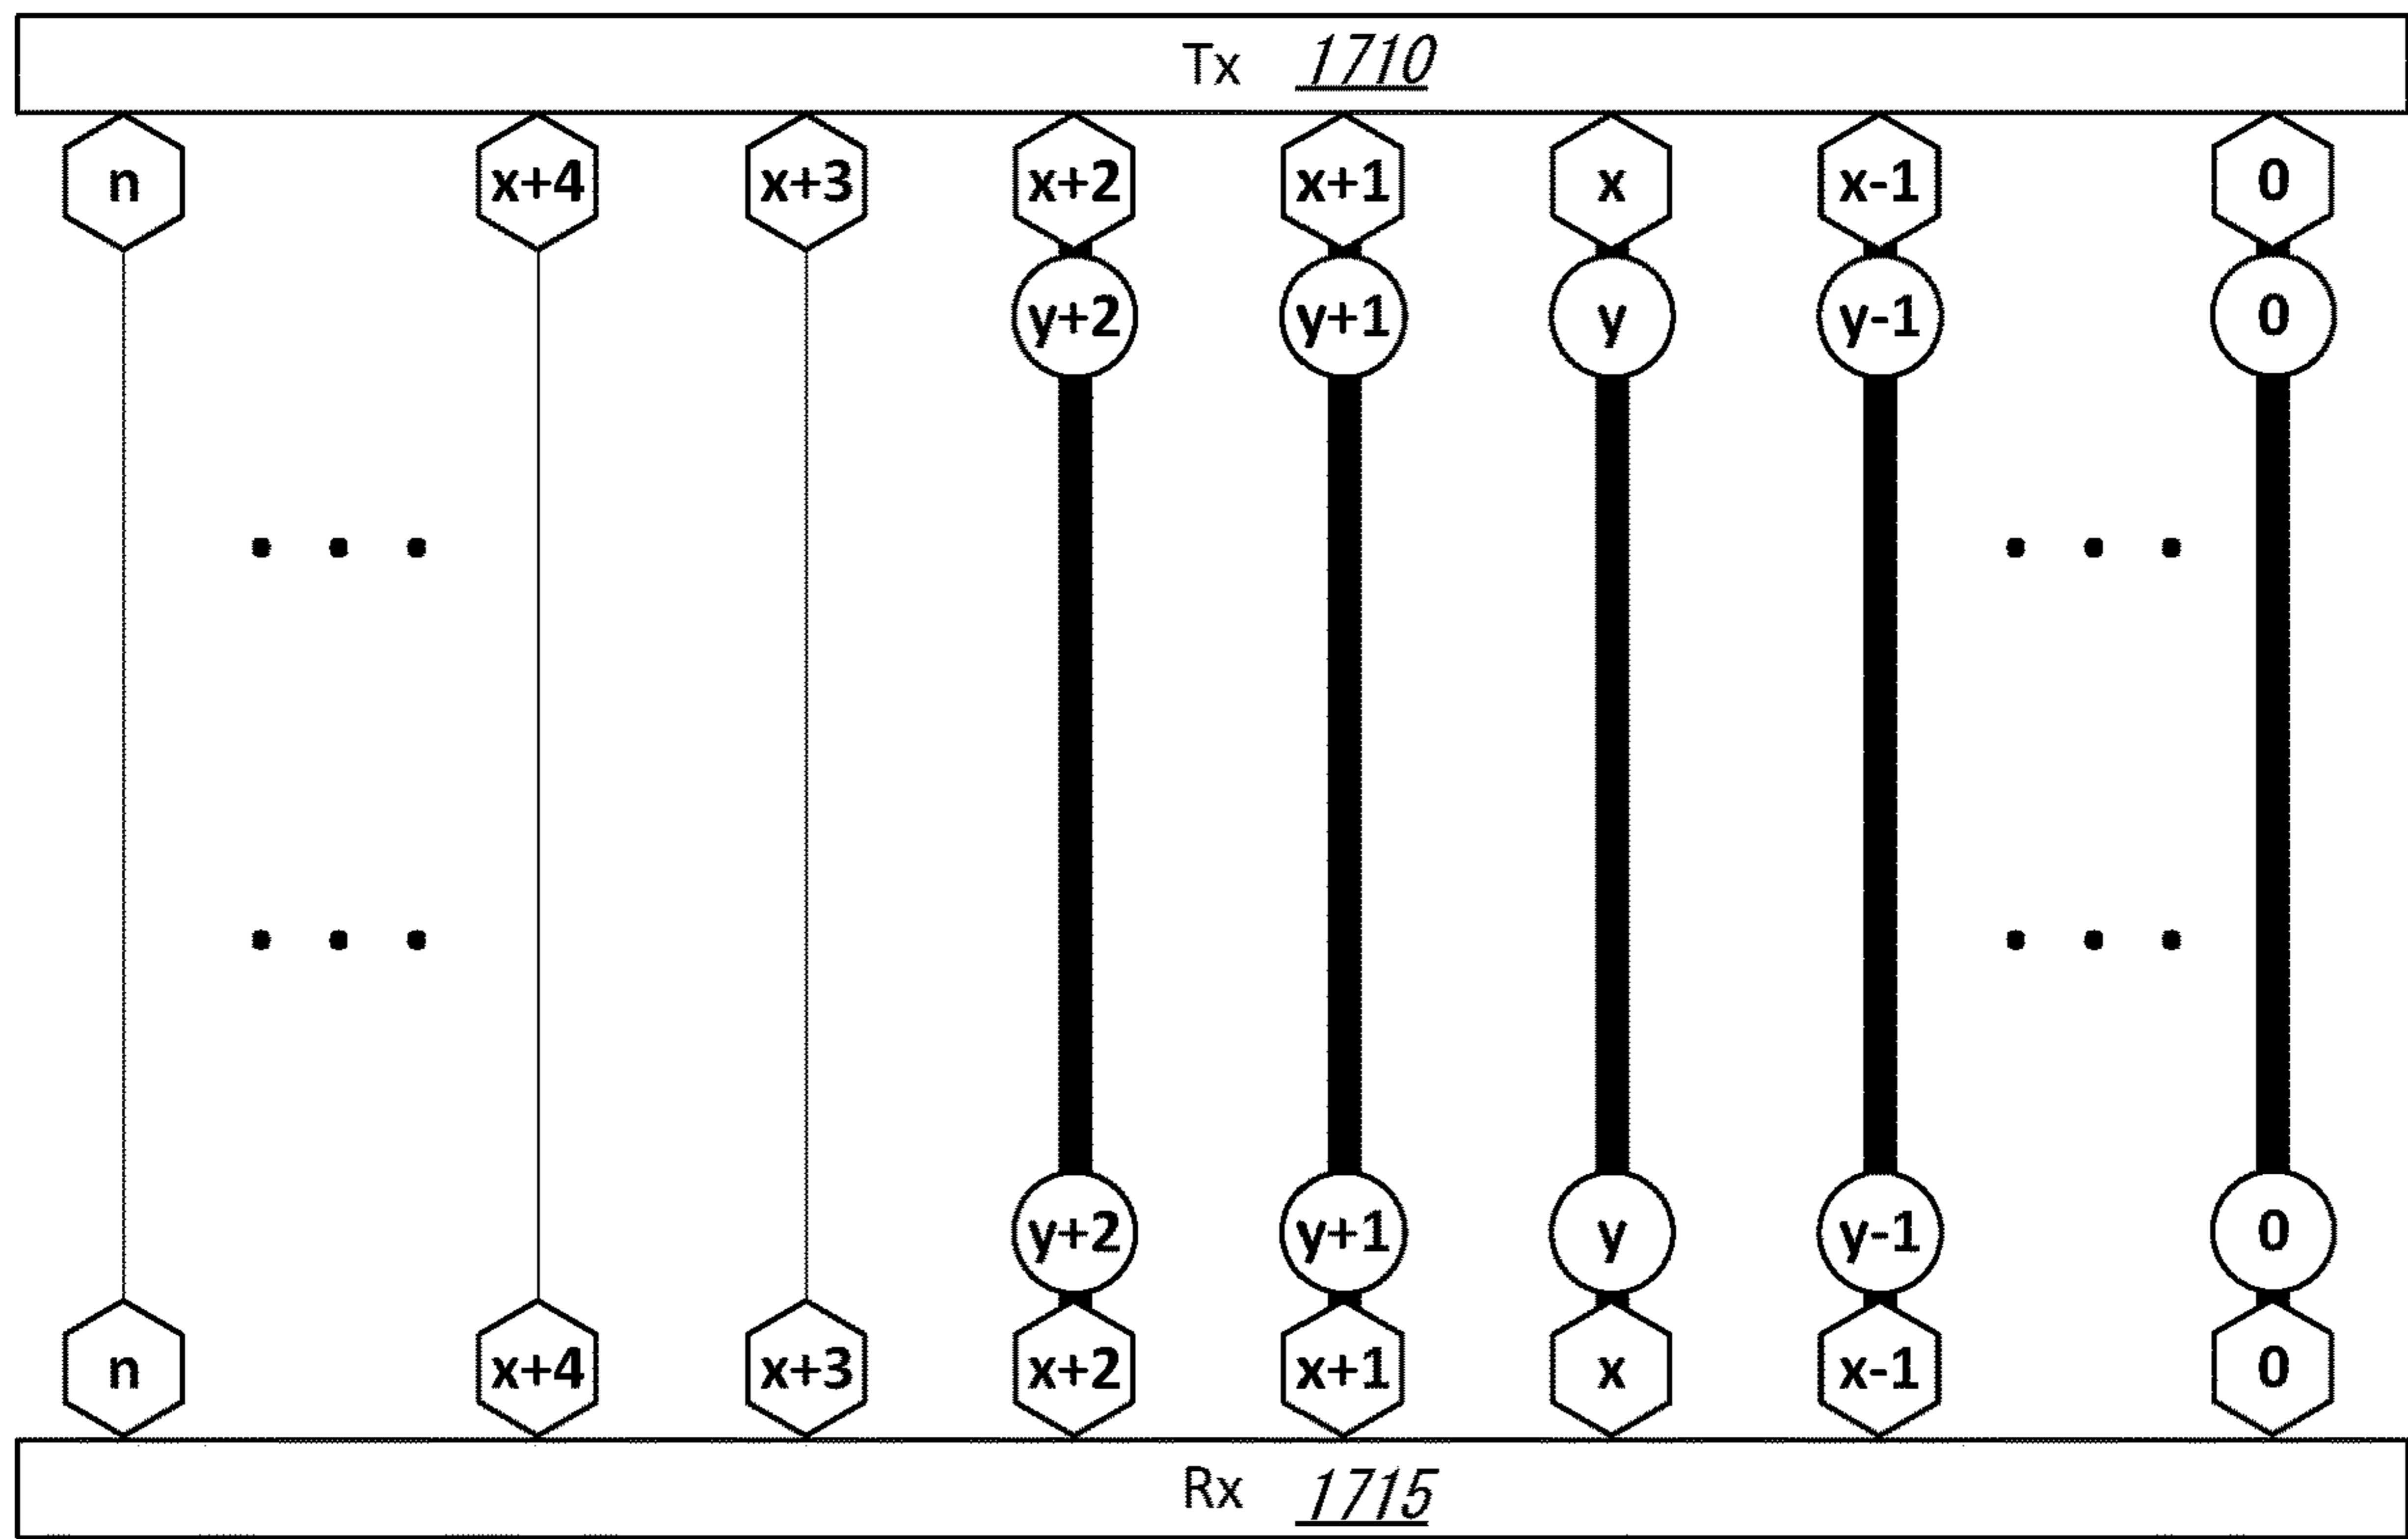 Tx 1710
n x+4 x+3 x+2 x+1 x x-1 0
y+2 y+1 y y-1 0
y+2 y+1 y y-1 0
n x+4 x+3 x+2 x+1 x x-1 0
Rx 1715